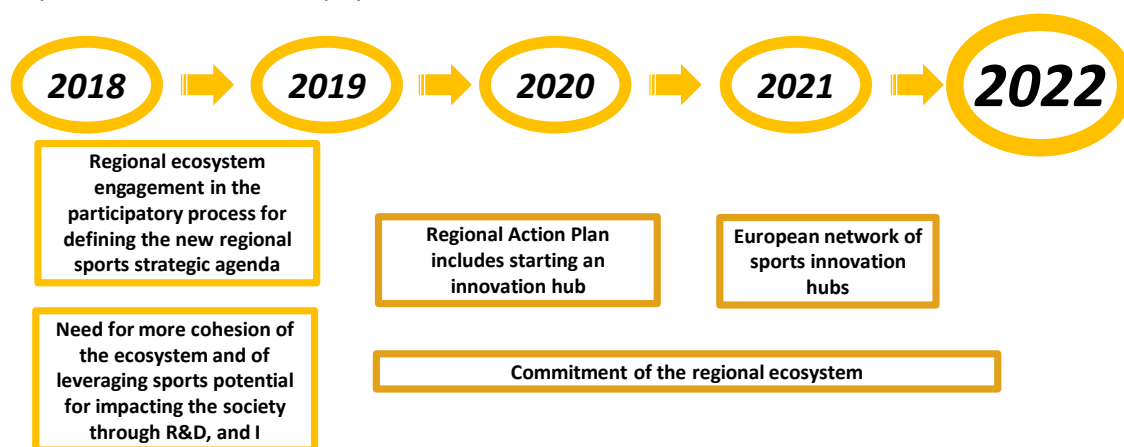 2018
2019
2020
2021
2022
Regional ecosystem
engagement in the
participatory process for
defining the new regional
sports strategic agenda
Regional Action Plan
includes starting an
innovation hub
European network of
sports innovation
hubs
Need for more cohesion of
the ecosystem and of
leveraging sports potential
for impacting the society
through R&D, and I
Commitment of the regional ecosystem